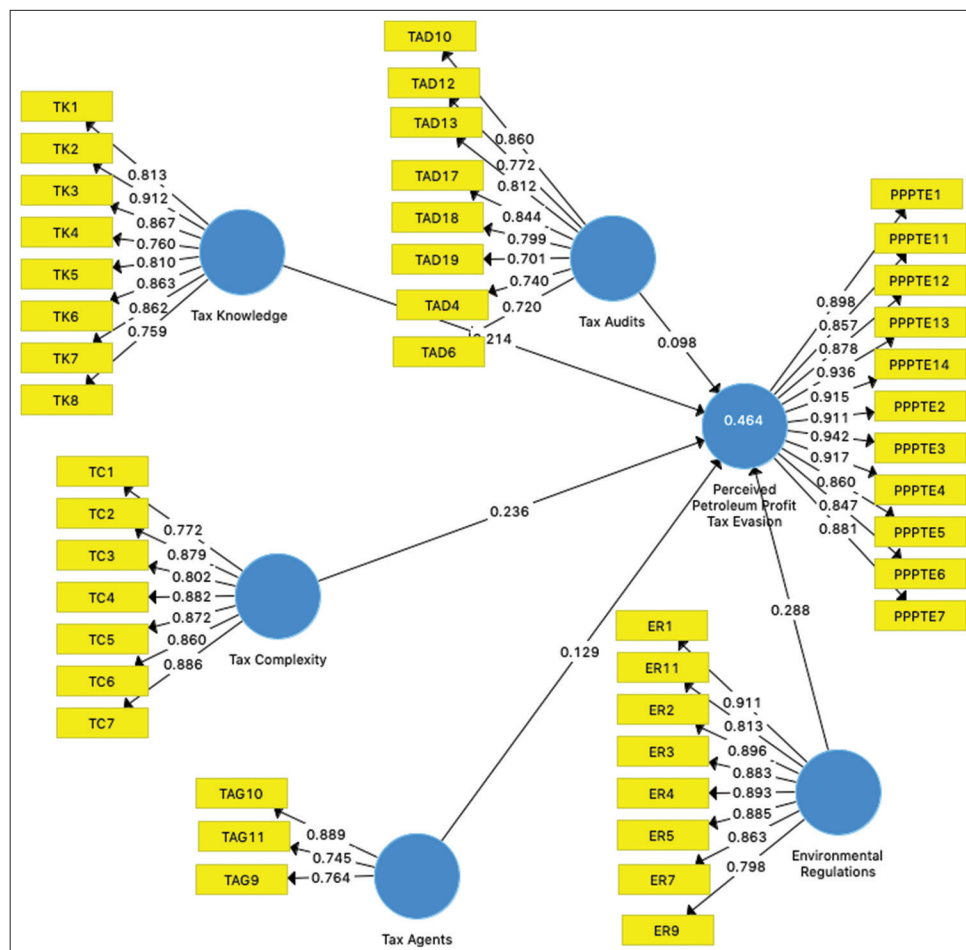 TK1
TK2
TK3
TK4
TK5
TK6
TK7
TK8
0.813
0.912
0.867
0.760
0.810
0.863
0.862
0.759
Tax Knowledge
TAD10
TAD12
TAD13
TAD17
TAD18
TAD19
TAD4
TAD6
0.860
0.772
0.812
0.844
0.799
0.701
0.740
0.720
Tax Audits
0.214
0.098
PPPTE1
PPPTE11
PPPTE12
PPPTE13
PPPTE14
PPPTE2
PPPTE3
PPPTE4
PPPTE5
PPPTE6
PPPTE7
0.898
0.857
0.878
0.936
0.915
0.911
0.942
0.917
0.860
0.847
0.881
0.464
Perceived
Petroleum Profit
Tax Evasion
TC1
TC2
TC3
TC4
TC5
TC6
TC7
0.772
0.879
0.802
0.882
0.872
0.860
0.886
Tax Complexity
0.236
0.129
0.288
TAG10
TAG11
TAG9
0.889
0.745
0.764
Tax Agents
ER1
ER11
ER2
ER3
ER4
ER5
ER7
ER9
0.911
0.813
0.896
0.883
0.893
0.885
0.863
0.798
Environmental
Regulations